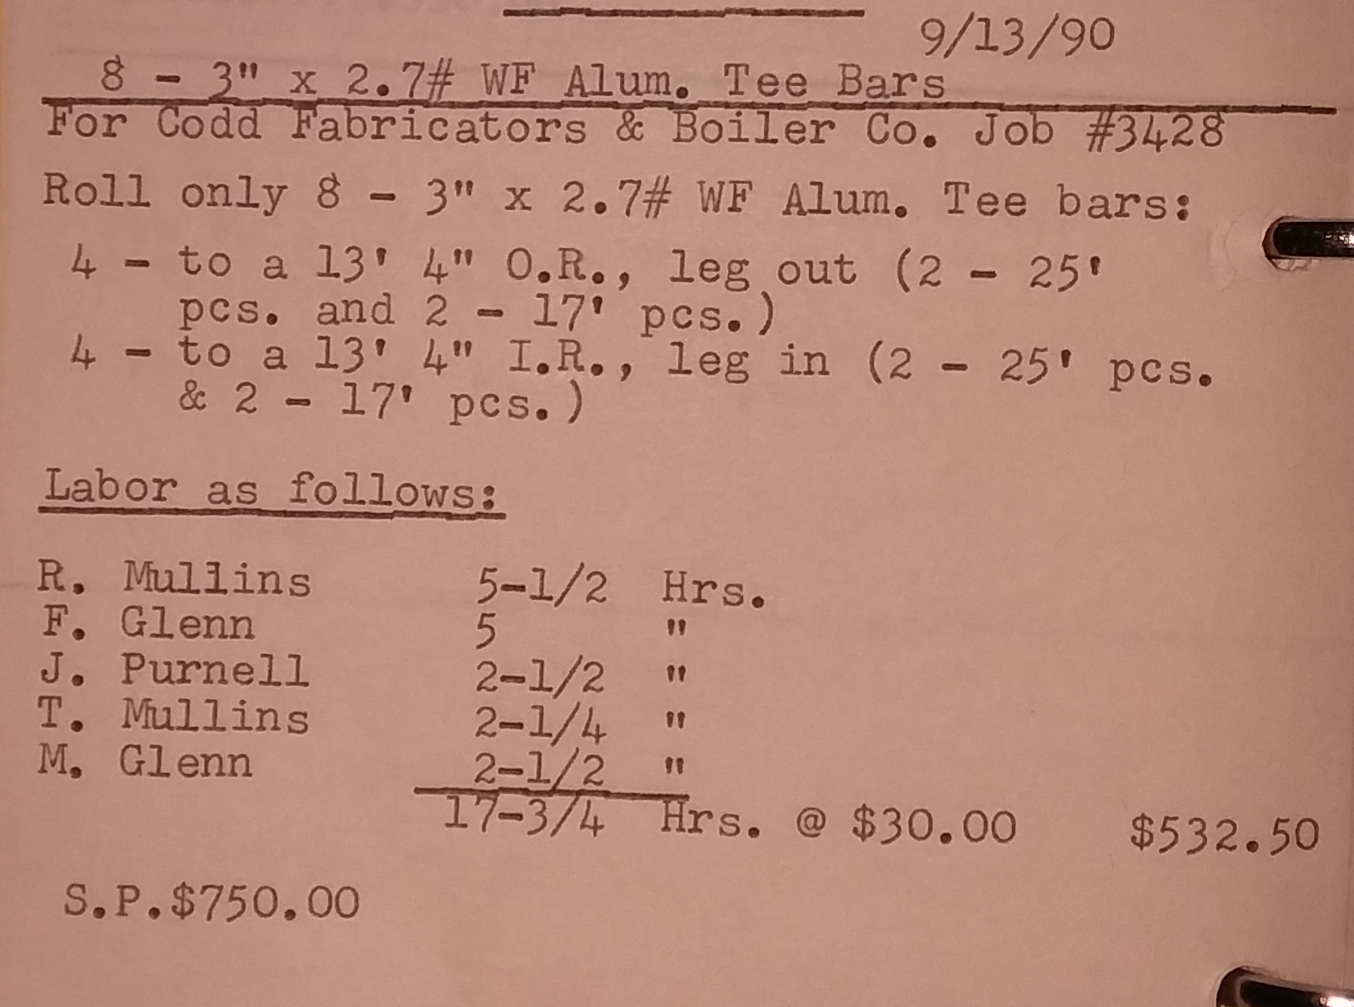 9/13/90
8 - 3" x 2.7# WF Alum. Tee Bars
For Codd Fabricators & Boiler Co. Job #3428
Roll only 8 - 3" x 2.7# WF Alum. Tee bars:
4 - to a 13' 4" O.R., leg out (2 - 25'
pcs. and 2 - 17' pcs.)
4 - to a 13' 4" I.R., leg in (2 - 25' pcs.
& 2 - 17' pcs.)
Labor as follows:
R. Mullins 5-1/2 Hrs.
F. Glenn 5 "
J. Purnell 2-1/2 "
T. Mullins 2-1/4 "
M. Glenn 2-1/2 "
17-3/4 Hrs. @ $30.00 $532.50
S.P.$750.00